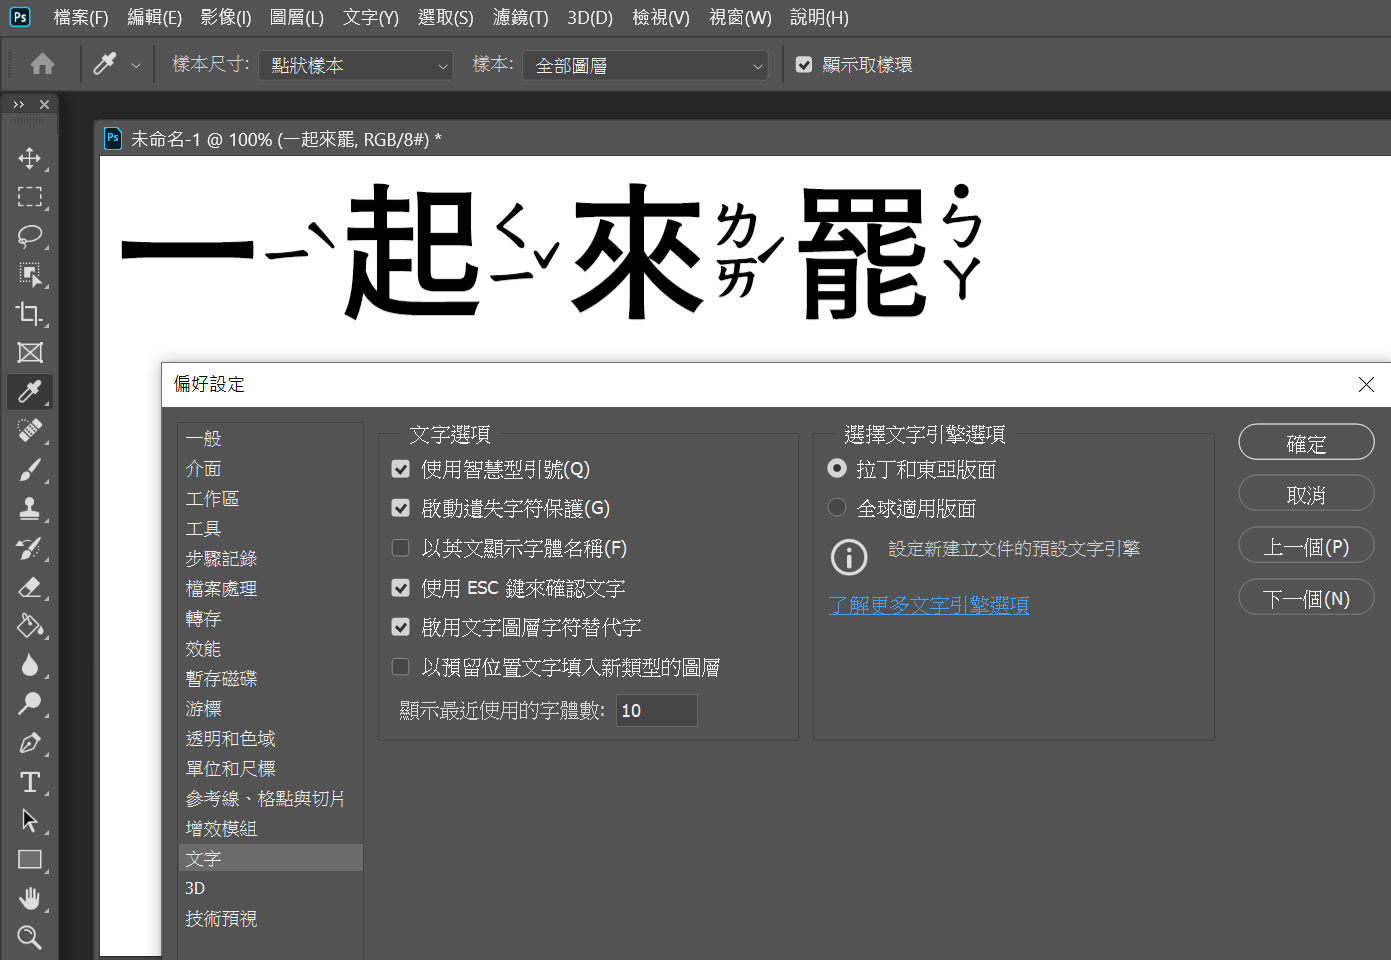 Ps 檔案(F) 編輯(E) 影像(I) 圖層(L) 文字(Y) 選取(S) 濾鏡(T) 3D(D) 檢視(V) 視窗(W) 說明(H)
樣本尺寸: 點狀樣本 樣本: 全部圖層 顯示取樣環
Ps 未命名-1 @ 100% (一起來罷, RGB/8#) *
一ㄧˋ起ㄑㄧˇ來ㄌㄞˊ罷˙ㄅㄚ
偏好設定
一般
介面
工作區
工具
步驟記錄
檔案處理
轉存
效能
暫存磁碟
游標
透明和色域
單位和尺標
參考線、格點與切片
增效模組
文字
3D
技術預視
文字選項
使用智慧型引號(Q)
啟動遺失字符保護(G)
以英文顯示字體名稱(F)
使用 ESC 鍵來確認文字
啟用文字圖層字符替代字
以預留位置文字填入新類型的圖層
顯示最近使用的字體數: 10
選擇文字引擎選項
拉丁和東亞版面
全球適用版面
設定新建立文件的預設文字引擎
了解更多文字引擎選項
確定
取消
上一個(P)
下一個(N)